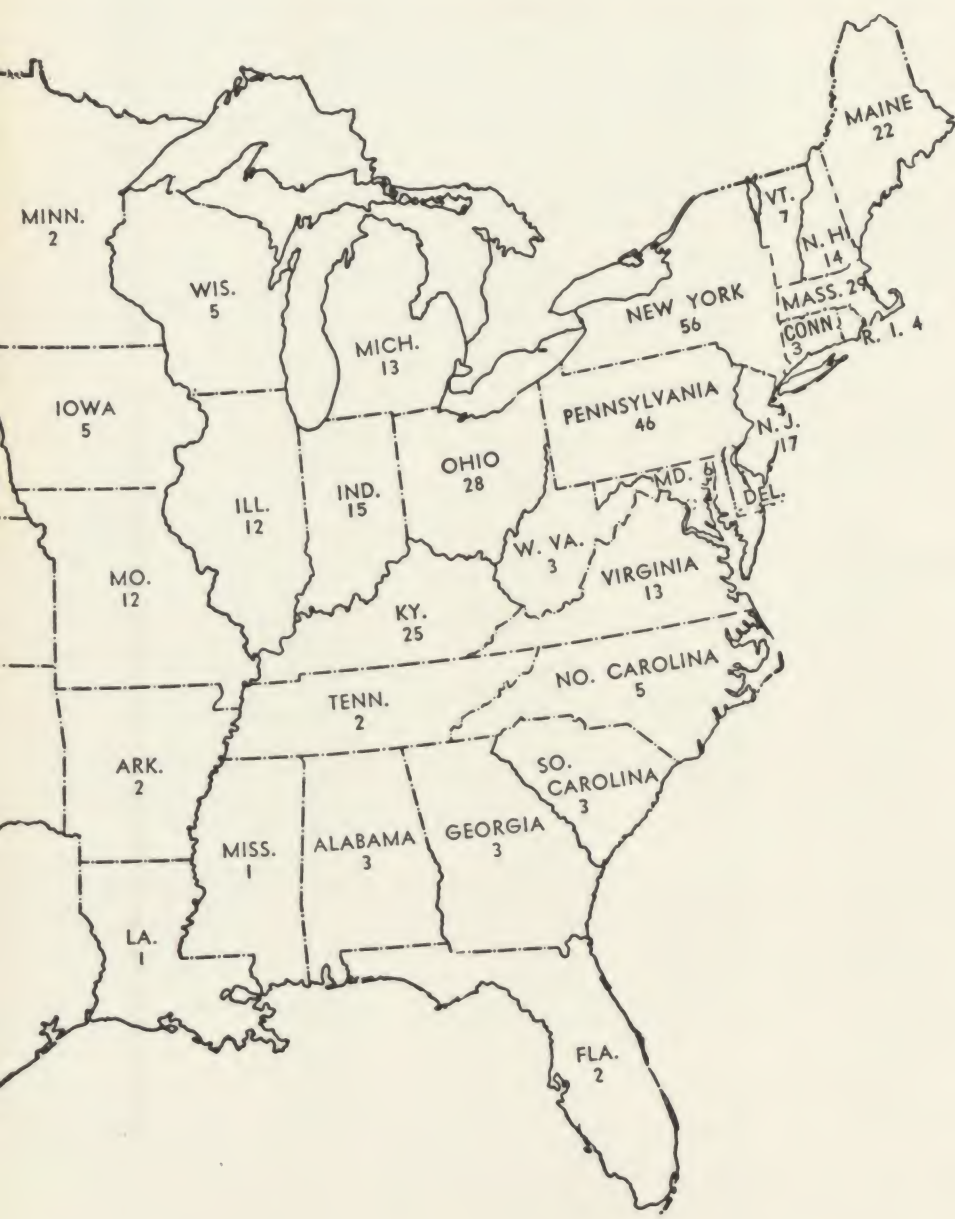 MAINE
22
VT.
7
N. H.
14
MASS. 29
CONN
3
R. I. 4
NEW YORK
56
MINN.
2
WIS.
5
MICH.
13
IOWA
5
PENNSYLVANIA
46
N. J.
17
OHIO
28
MD. 6
DEL.
ILL.
12
IND.
15
W. VA.
3
VIRGINIA
13
MO.
12
KY.
25
NO. CAROLINA
5
TENN.
2
ARK.
2
SO.
CAROLINA
3
MISS.
1
ALABAMA
3
GEORGIA
3
LA.
1
FLA.
2